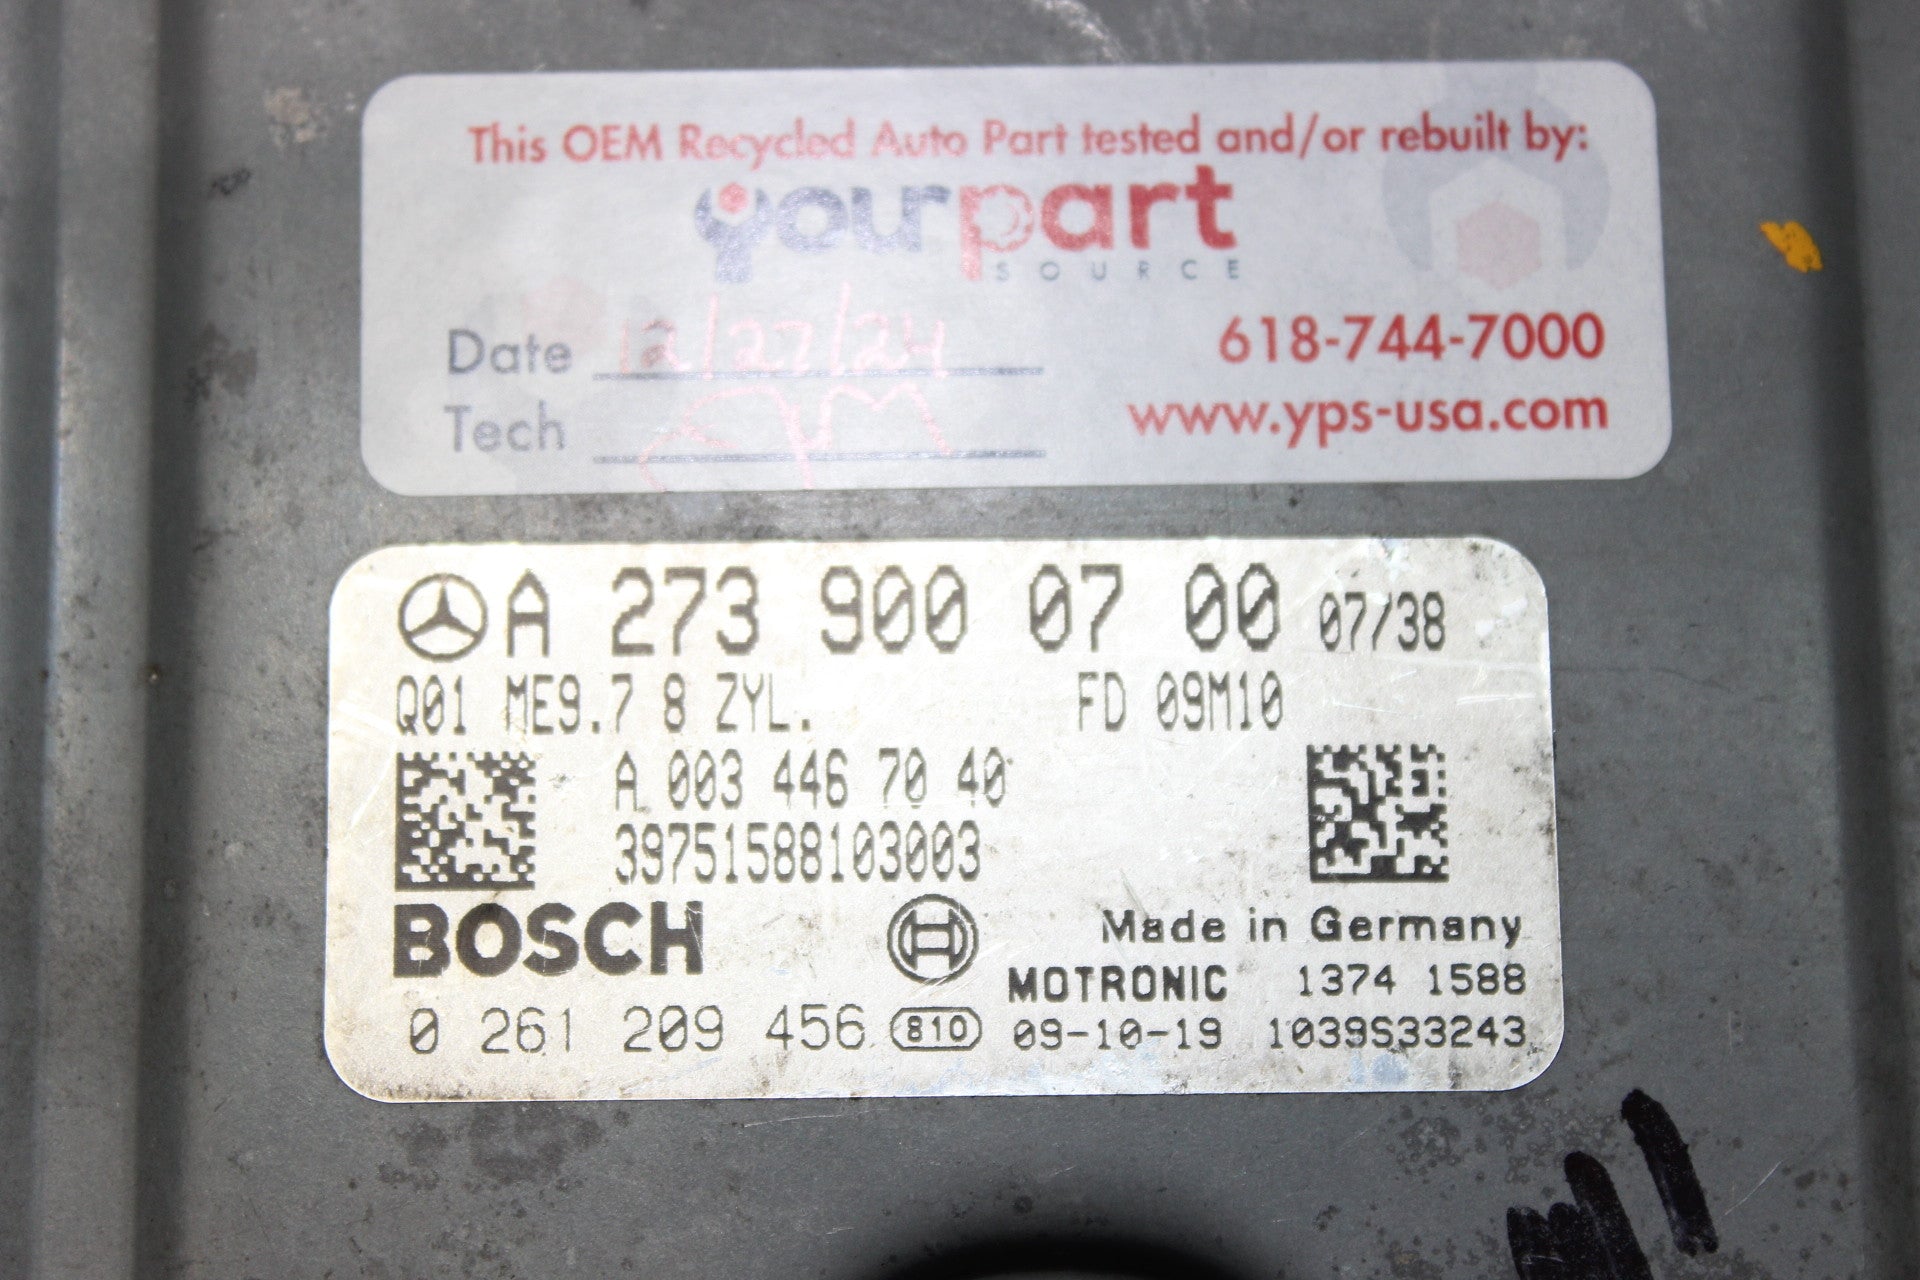 This OEM Recycled Auto Part tested and/or rebuilt by:
yourpart
SOURCE
Date 12/27/24 618-744-7000
Tech www.yps-usa.com
A 273 900 07 00 07/38
Q01 ME9.7 8 ZYL. FD 09M10
A 003 446 70 40
39751588103003
BOSCH Made in Germany
MOTRONIC 1374 1588
0 261 209 456 810 09-10-19 1039S33243